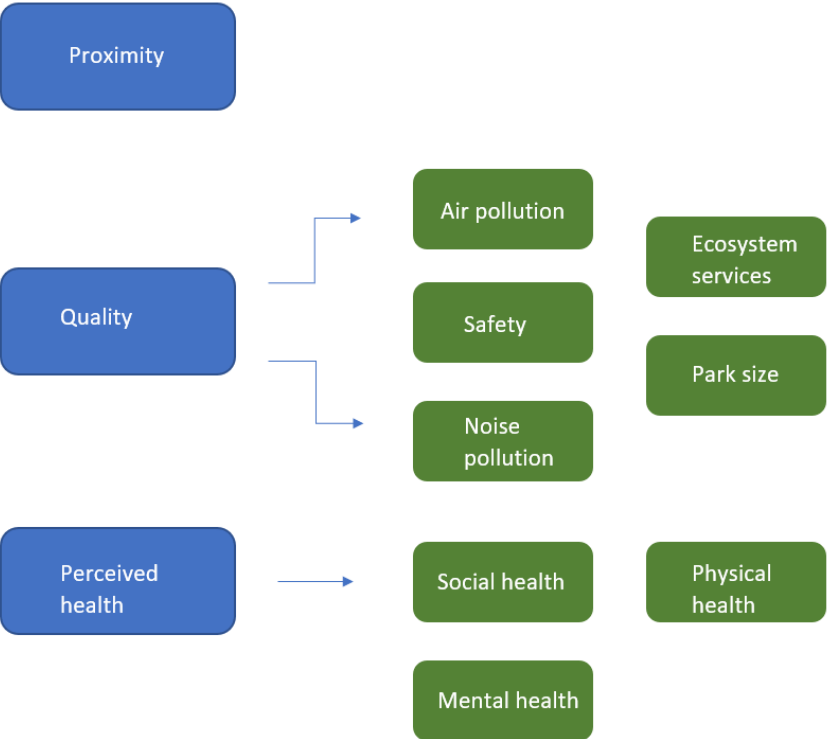 Proximity
Air pollution
Ecosystem
services
Quality
Safety
Park size
Noise
pollution
Perceived
health
Social health
Physical
health
Mental health